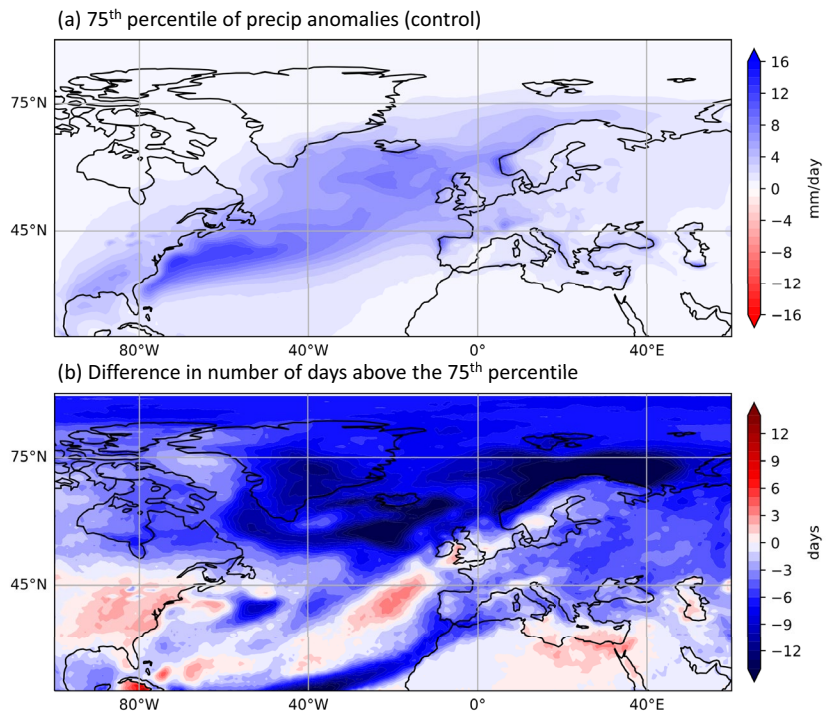 (a) 75th percentile of precip anomalies (control)
75°N
45°N
80°W 40°W 0° 40°E
16
12
8
4
0
−4
−8
−12
−16
mm/day
(b) Difference in number of days above the 75th percentile
75°N
45°N
80°W 40°W 0° 40°E
12
9
6
3
0
−3
−6
−9
−12
days